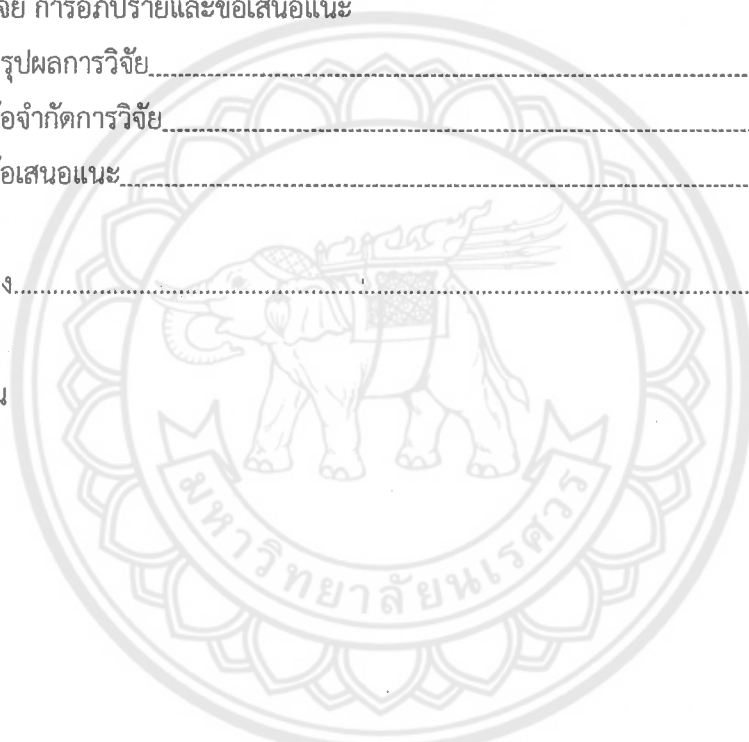 จัย การอภิปรายและข้อเสนอแนะ
รุปผลการวิจัย
้อจำกัดการวิจัย
้อเสนอแนะ
ง
น
มหาวิทยาลัยนเรศวร